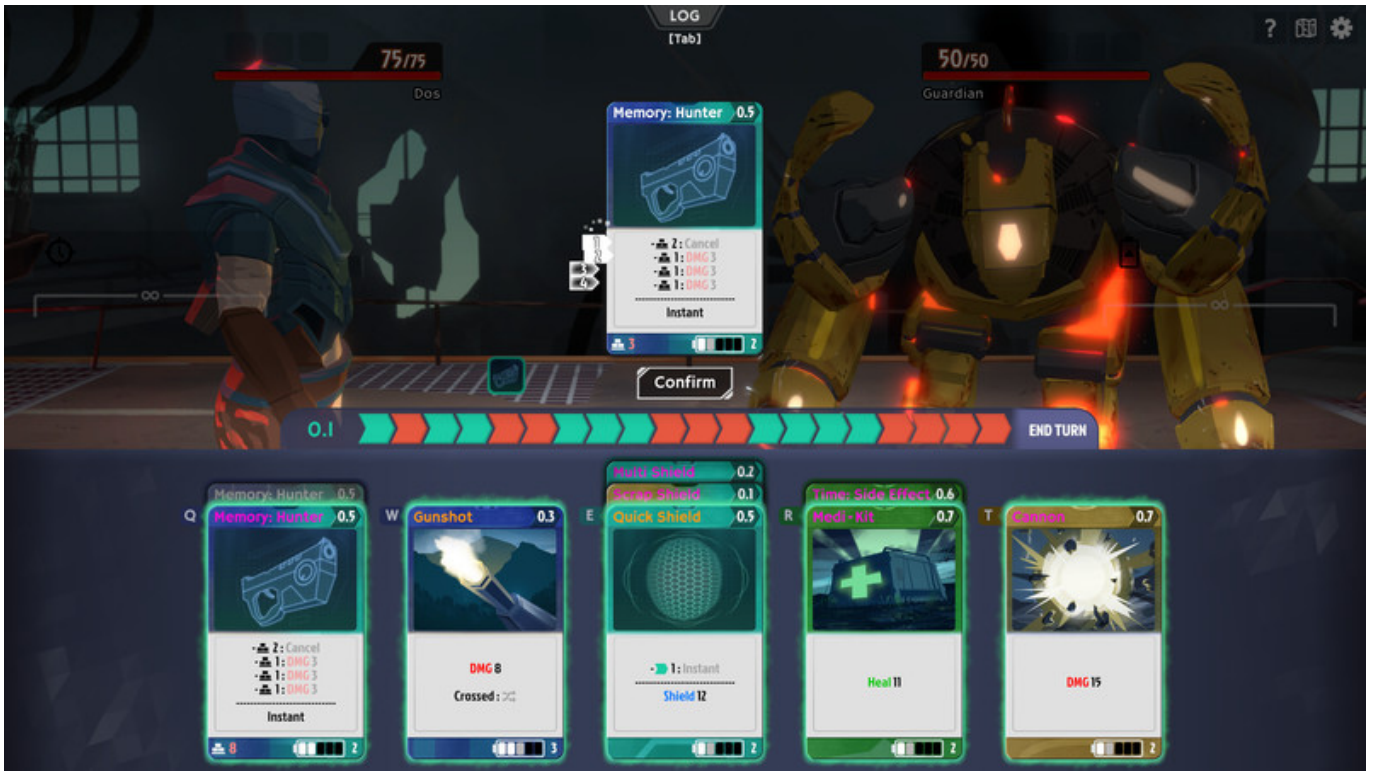 LOG
[Tab]
?
75/75
Dos
50/50
Guardian
Memory: Hunter 0.5
1
2
3
4
- 2: Cancel
- 1: DMG 3
- 1: DMG 3
- 1: DMG 3
Instant
3 2
Confirm
∞
∞
0.1
END TURN
Memory: Hunter 0.5
Q Memory: Hunter 0.5
- 2: Cancel
- 1: DMG 3
- 1: DMG 3
- 1: DMG 3
Instant
8 2
W Gunshot 0.3
DMG 8
Crossed:
3
Multi Shield 0.2
Scrap Shield 0.1
E Quick Shield 0.5
- 1: Instant
Shield 12
2
Time: Side Effect 0.6
R Medi-Kit 0.7
Heal 11
2
T Cannon 0.7
DMG 15
2